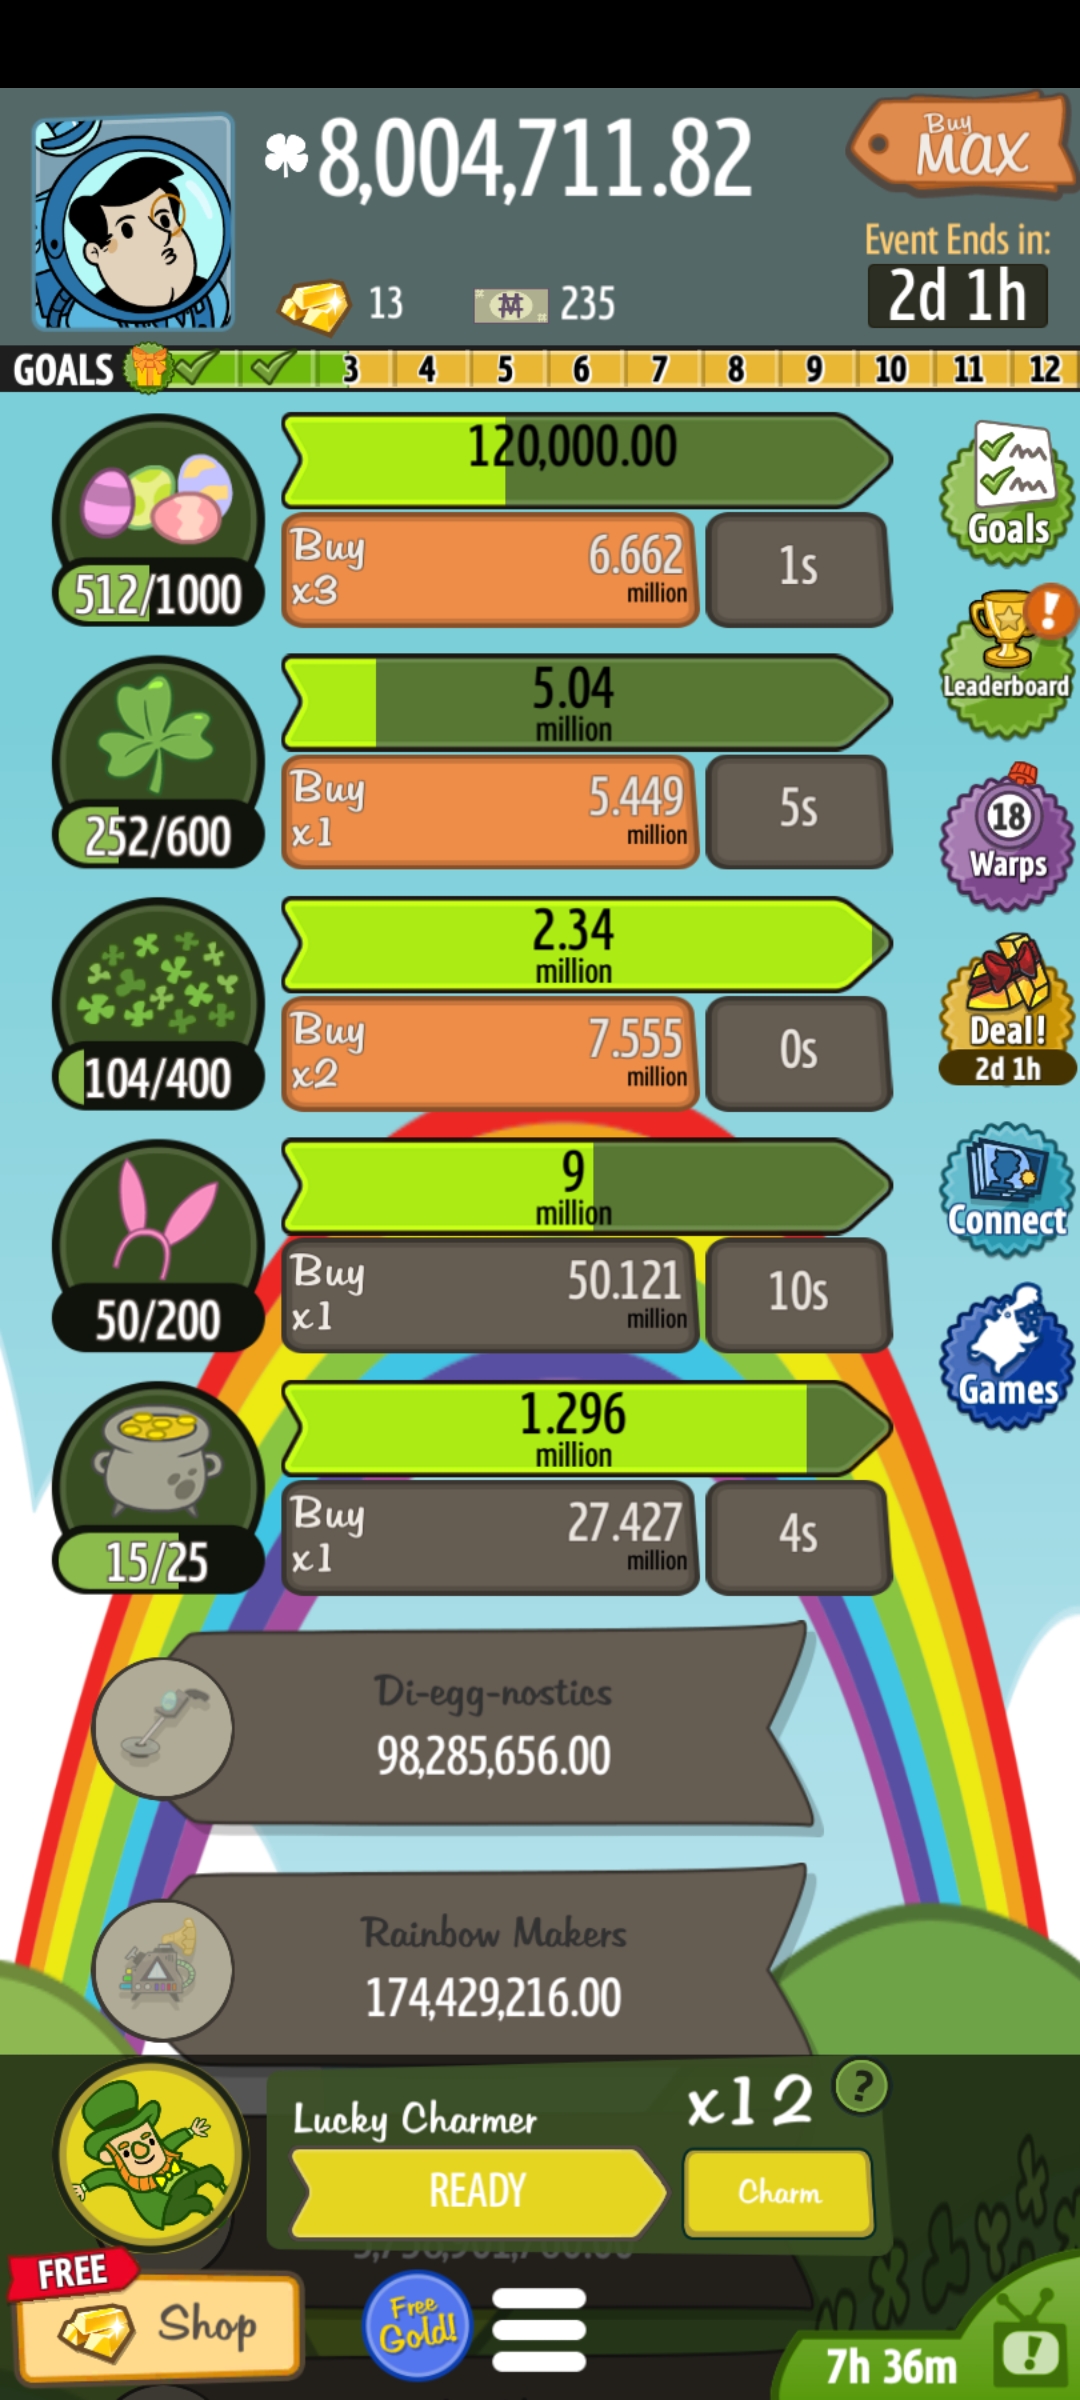 8,004,711.82
Buy
MAX
Event Ends in:
2d 1h
13
235
GOALS
3 4 5 6 7 8 9 10 11 12
120,000.00
Buy
x3
6.662
million
1s
512/1000
Goals
5.04
million
Buy
x1
5.449
million
5s
252/600
!
Leaderboard
2.34
million
Buy
x2
7.555
million
0s
104/400
18
Warps
Deal!
2d 1h
9
million
Buy
x1
50.121
million
10s
50/200
Connect
1.296
million
Buy
x1
27.427
million
4s
15/25
Games
Di-egg-nostics
98,285,656.00
Rainbow Makers
174,429,216.00
Lucky Charmer
x12
?
READY
Charm
FREE
Shop
Free
Gold!
7h 36m
!